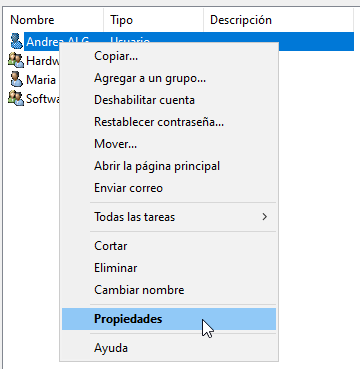 Nombre Tipo Descripción
Andrea ALG Usuario
Hardw
Maria
Softwa
Copiar...
Agregar a un grupo...
Deshabilitar cuenta
Restablecer contraseña...
Mover...
Abrir la página principal
Enviar correo
Todas las tareas
Cortar
Eliminar
Cambiar nombre
Propiedades
Ayuda